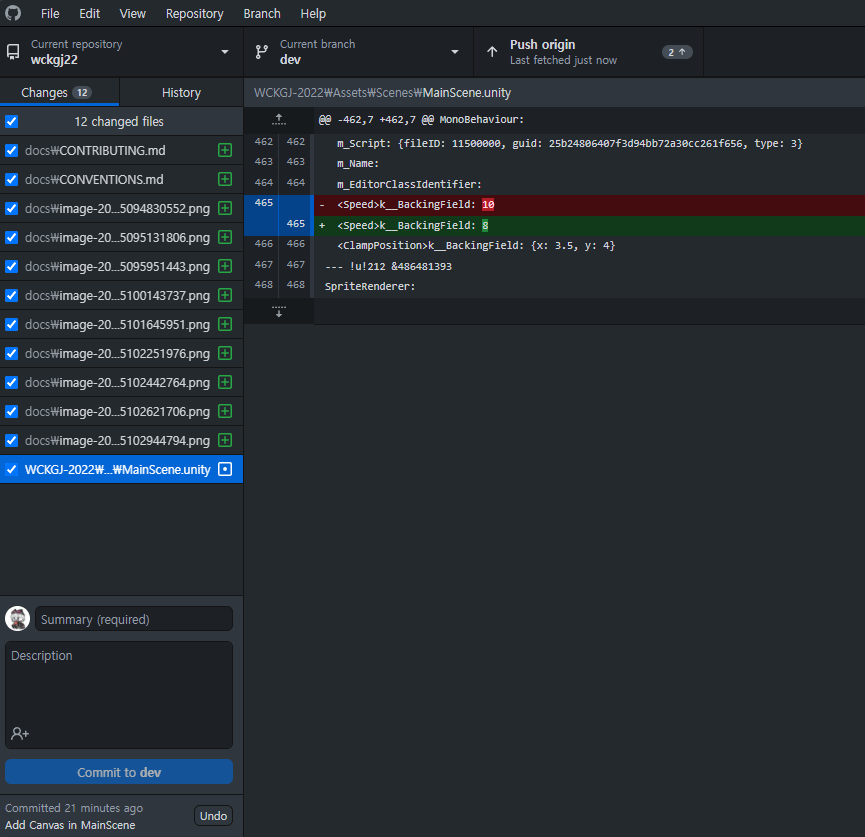 File Edit View Repository Branch Help
Current repository
wckgj22
Current branch
dev
Push origin
Last fetched just now
2
Changes 12 History
12 changed files
docs₩CONTRIBUTING.md
docs₩CONVENTIONS.md
docs₩image-20...5094830552.png
docs₩image-20...5095131806.png
docs₩image-20...5095951443.png
docs₩image-20...5100143737.png
docs₩image-20...5101645951.png
docs₩image-20...5102251976.png
docs₩image-20...5102442764.png
docs₩image-20...5102621706.png
docs₩image-20...5102944794.png
WCKGJ-2022₩...₩MainScene.unity
Summary (required)
Description
Commit to dev
Committed 21 minutes ago
Add Canvas in MainScene
Undo
WCKGJ-2022₩Assets₩Scenes₩MainScene.unity
@@ -462,7 +462,7 @@ MonoBehaviour:
462 462 m_Script: {fileID: 11500000, guid: 25b24806407f3d94bb72a30cc261f656, type: 3}
463 463 m_Name:
464 464 m_EditorClassIdentifier:
465 - <Speed>k__BackingField: 10
465 + <Speed>k__BackingField: 8
466 466 <ClampPosition>k__BackingField: {x: 3.5, y: 4}
467 467 --- !u!212 &486481393
468 468 SpriteRenderer: